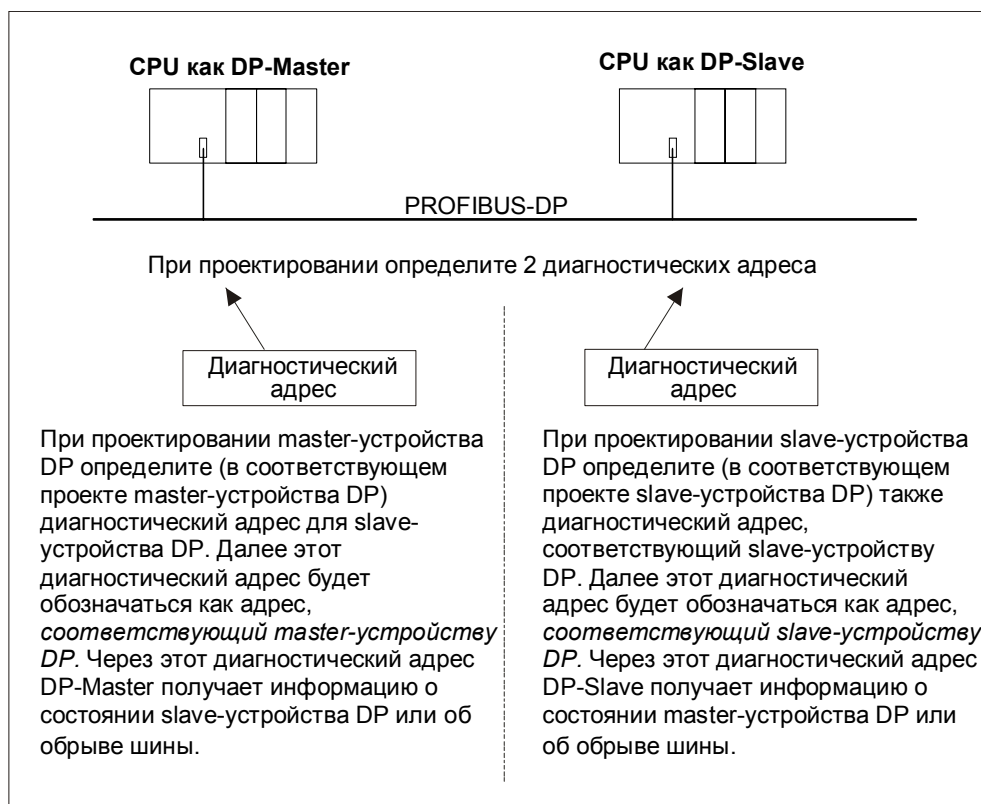 CPU как DP-Master
CPU как DP-Slave
PROFIBUS-DP
При проектировании определите 2 диагностических адреса
Диагностический
адрес
Диагностический
адрес
При проектировании master-устройства
DP определите (в соответствующем
проекте master-устройства DP)
диагностический адрес для slave-
устройства DP. Далее этот
диагностический адрес будет
обозначаться как адрес,
соответствующий master-устройству
DP. Через этот диагностический адрес
DP-Master получает информацию о
состоянии slave-устройства DP или об
обрыве шины.
При проектировании slave-устройства
DP определите (в соответствующем
проекте slave-устройства DP) также
диагностический адрес,
соответствующий slave-устройству
DP. Далее этот диагностический
адрес будет обозначаться как адрес,
соответствующий slave-устройству
DP. Через этот диагностический адрес
DP-Slave получает информацию о
состоянии master-устройства DP или
об обрыве шины.